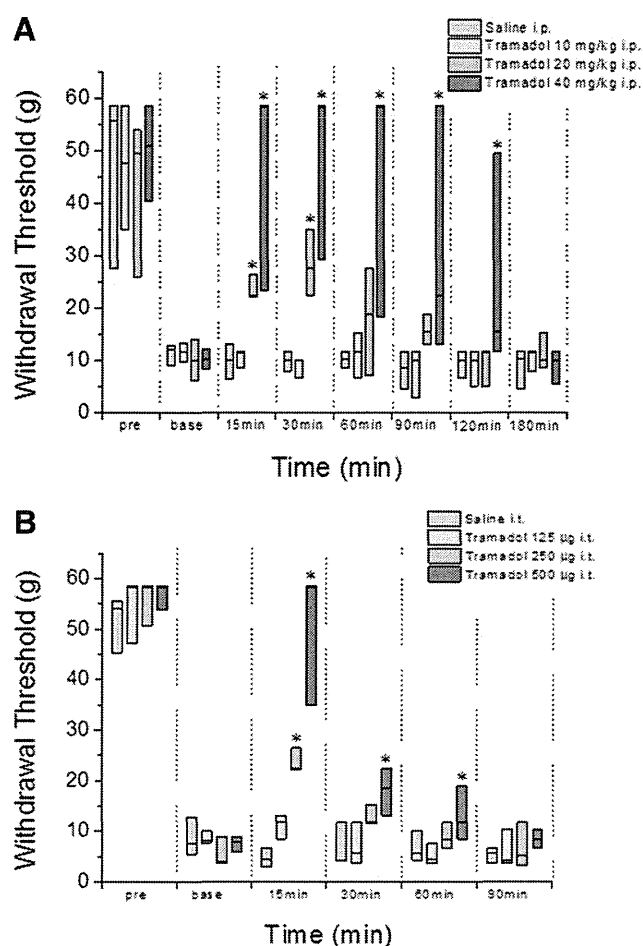 A
Saline i.p.
Tramadol 10 mg/kg i.p.
Tramadol 20 mg/kg i.p.
Tramadol 40 mg/kg i.p.
Withdrawal Threshold (g)
60
50
40
30
20
10
0
* * * * * * *
pre base 15min 30min 60min 90min 120min 180min
Time (min)
B
Saline i.t.
Tramadol 125 µg i.t.
Tramadol 250 µg i.t.
Tramadol 500 µg i.t.
Withdrawal Threshold (g)
60
50
40
30
20
10
0
* * * *
pre base 15min 30min 60min 90min
Time (min)